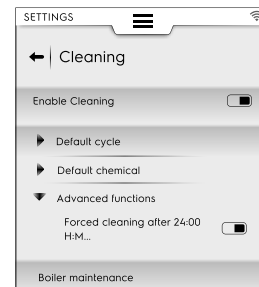 SETTINGS
Cleaning
Enable Cleaning
Default cycle
Default chemical
Advanced functions
Forced cleaning after 24:00
H:M...
Boiler maintenance